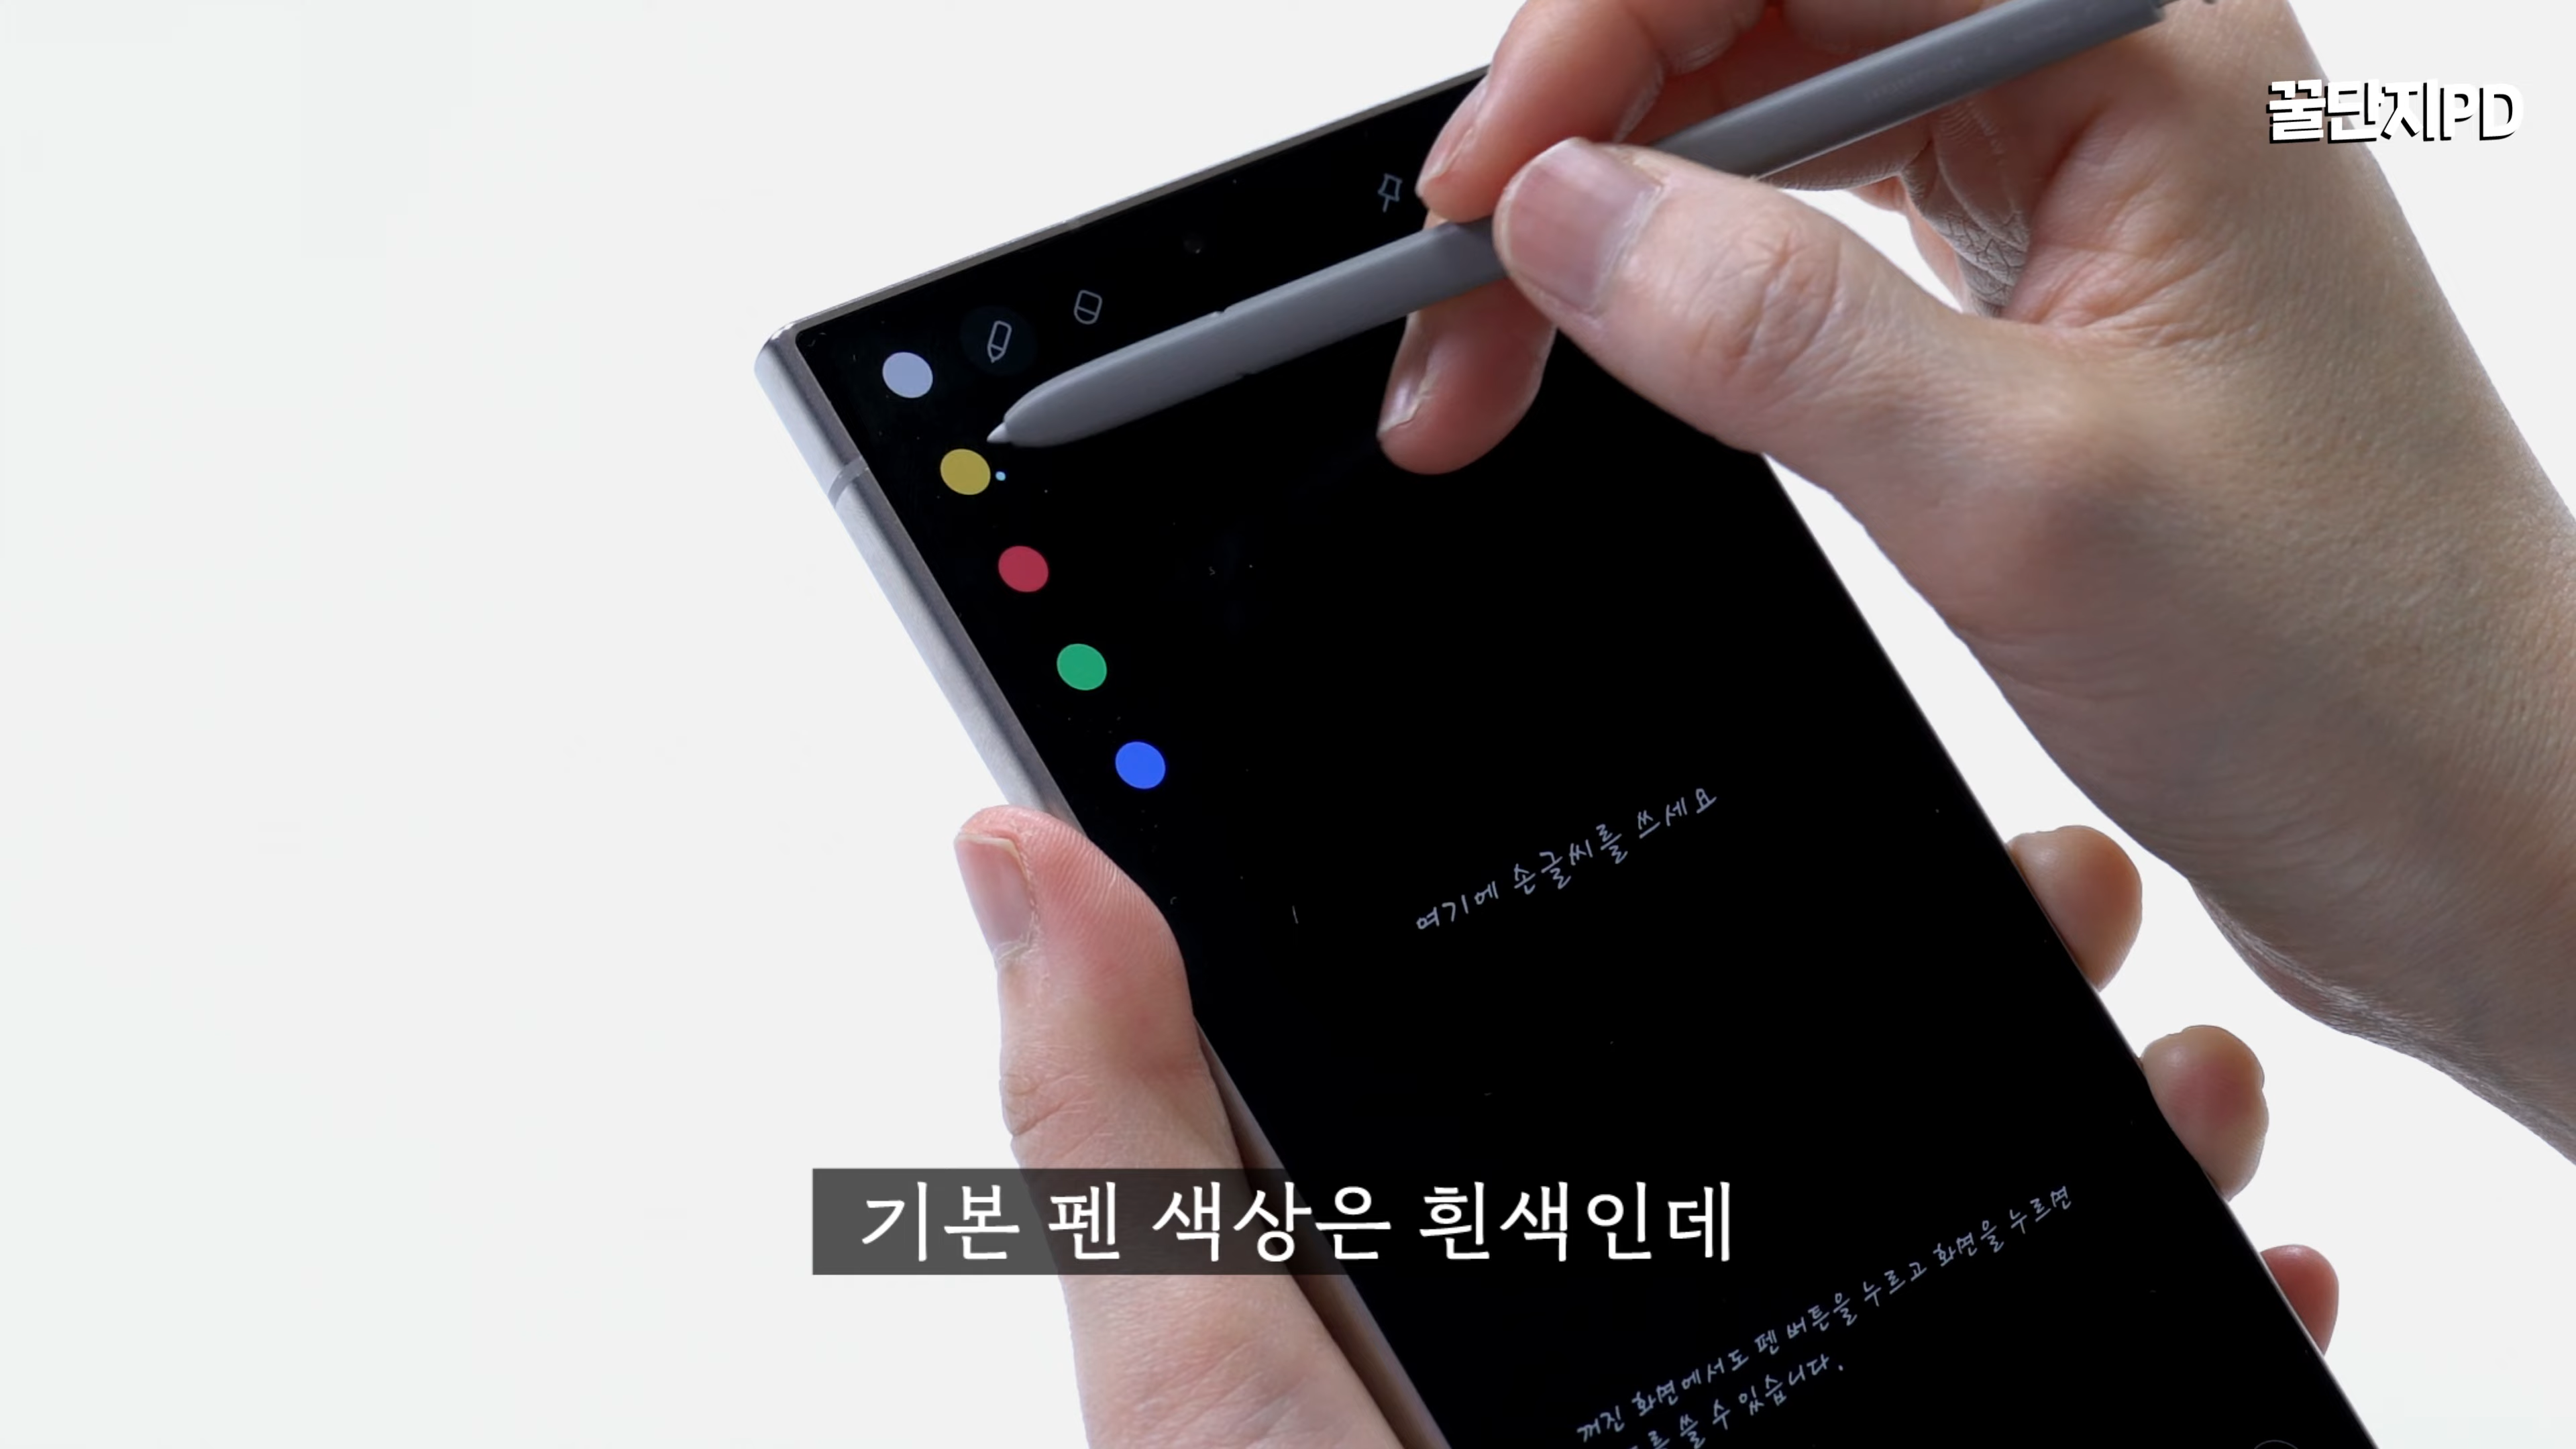 꿀단지PD
여기에 손글씨를 쓰세요
기본 펜 색상은 흰색인데
꺼진 화면에서도 펜 버튼을 누르고 화면을 누르면
쓸 수 있습니다.